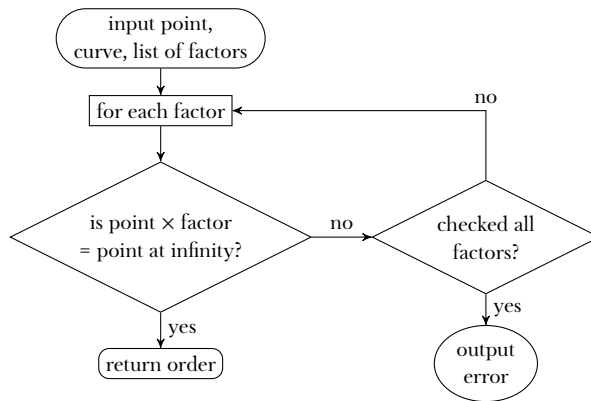 input point,
curve, list of factors
for each factor
no
is point × factor
= point at infinity?
no
checked all
factors?
yes
yes
return order
output
error